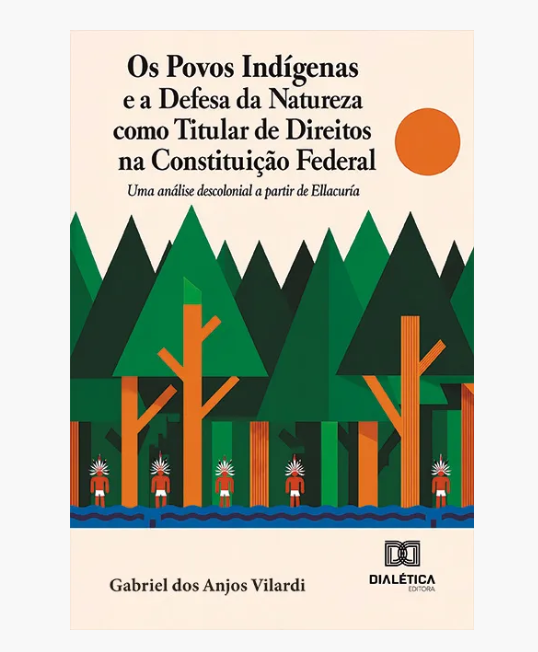 Os Povos Indígenas
e a Defesa da Natureza
como Titular de Direitos
na Constituição Federal
Uma análise descolonial a partir de Ellacuría
Gabriel dos Anjos Vilardi
DIALÉTICA
EDITORA